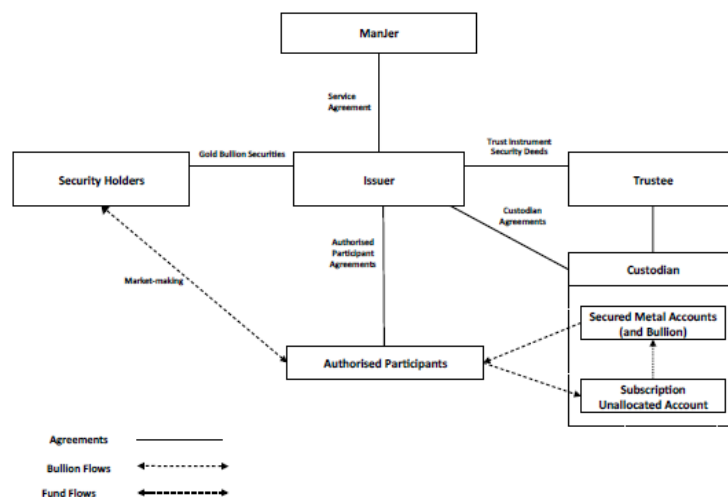 ManJer
Service
Agreement
Gold Bullion Securities
Trust Instrument
Security Deeds
Security Holders
Issuer
Trustee
Custodian
Agreements
Authorised
Participant
Agreements
Custodian
Market-making
Secured Metal Accounts
(and Bullion)
Authorised Participants
Subscription
Unallocated Account
Agreements
Bullion Flows
Fund Flows